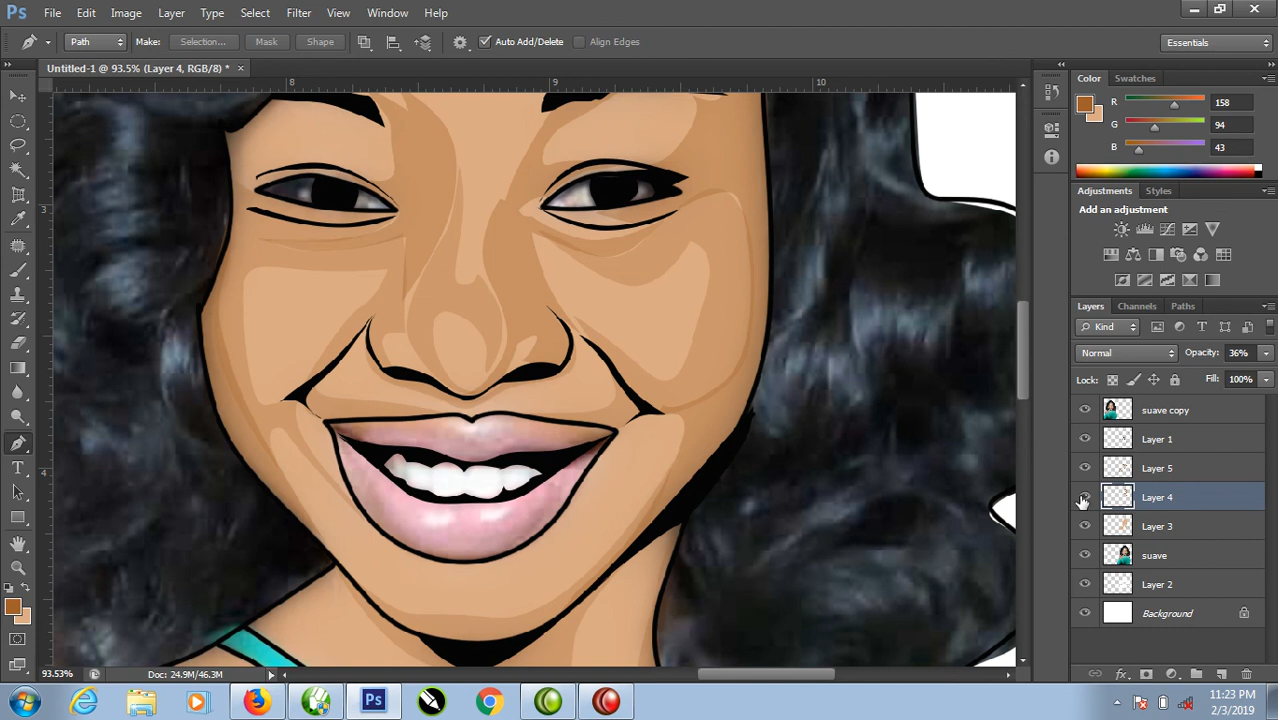 Ps File Edit Image Layer Type Select Filter View Window Help
Path Make: Selection... Mask Shape Auto Add/Delete Align Edges Essentials
Untitled-1 @ 93.5% (Layer 4, RGB/8) * ×
8 9 10
3
4
Color Swatches
R 158
G 94
B 43
Adjustments Styles
Add an adjustment
Layers Channels Paths
Kind
Normal Opacity: 36%
Lock: Fill: 100%
suave copy
Layer 1
Layer 5
Layer 4
Layer 3
suave
Layer 2
Background
93.53% Doc: 24.9M/46.3M
Ps
11:23 PM
2/3/2019